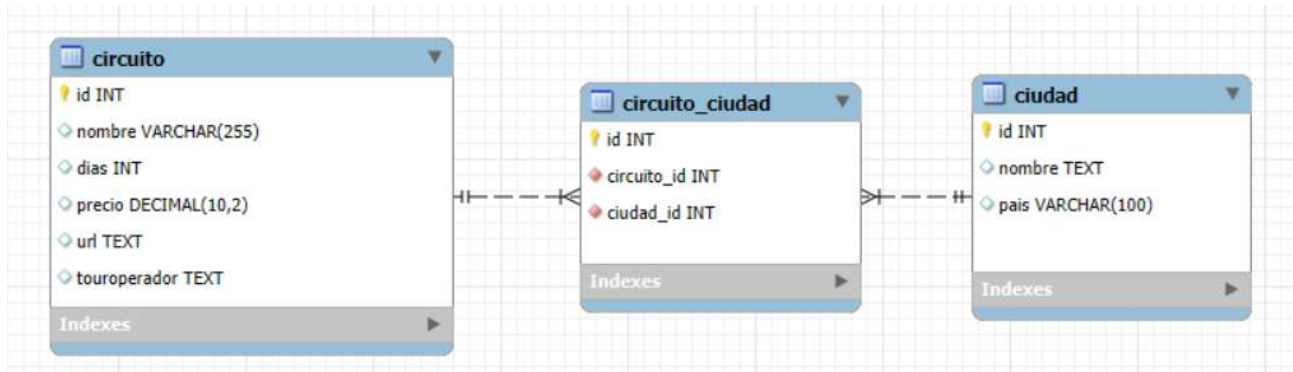 circuito
id INT
nombre VARCHAR(255)
dias INT
precio DECIMAL(10,2)
url TEXT
touroperador TEXT
Indexes
circuito_ciudad
id INT
circuito_id INT
ciudad_id INT
Indexes
ciudad
id INT
nombre TEXT
pais VARCHAR(100)
Indexes